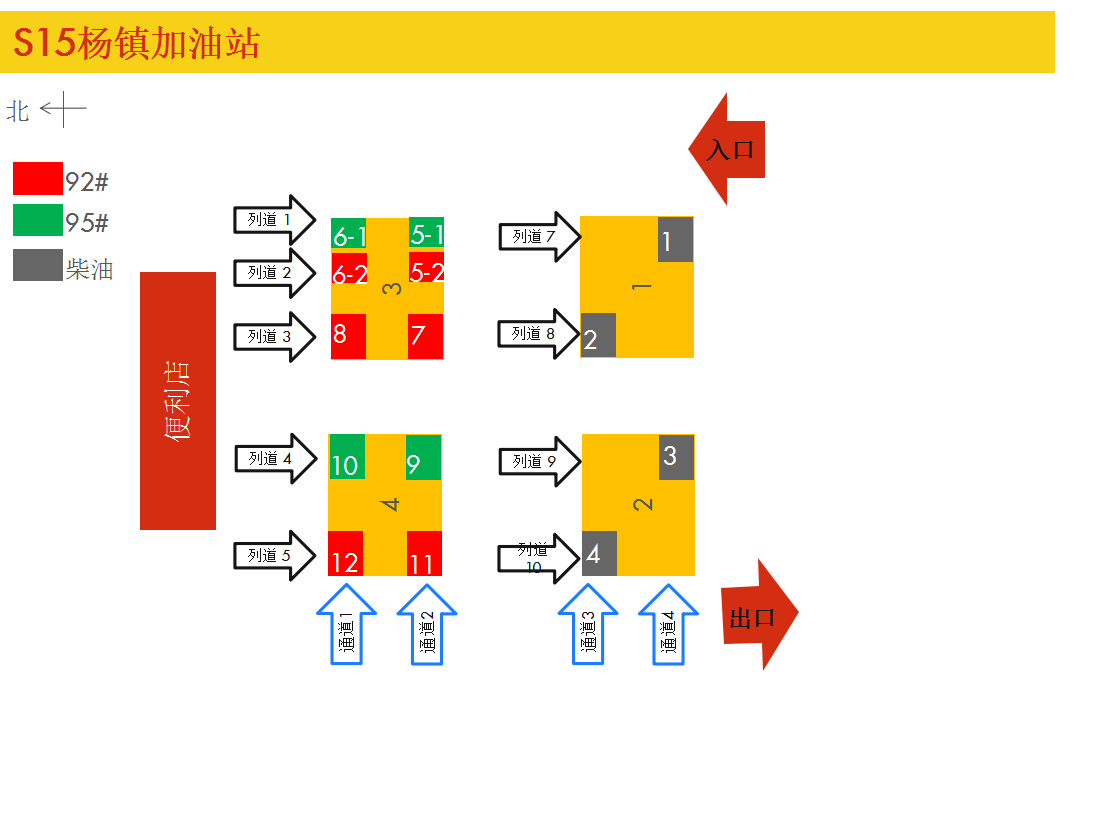 S15杨镇加油站
北
入口
92#
95#
柴油
列道 1
6-1
5-1
列道 7
1
列道 2
6-2
5-2
3
1
列道 3
8
7
列道 8
2
便利店
列道 4
10
9
列道 9
3
4
2
列道 5
12
11
列道
10
4
通道1
通道2
通道3
通道4
出口